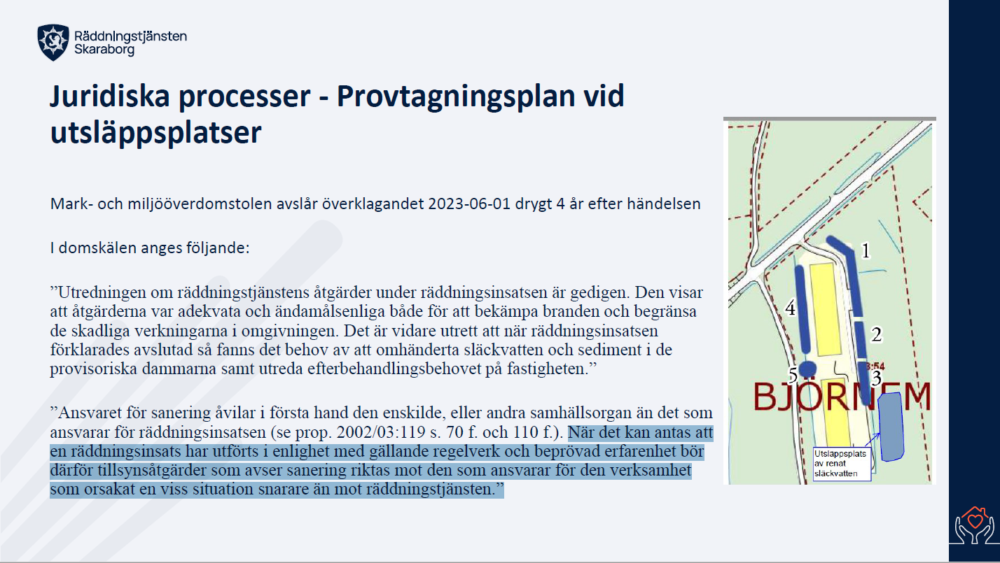 Räddningstjänsten
Skaraborg
Juridiska processer - Provtagningsplan vid
utsläppsplatser
Mark- och miljööverdomstolen avslår överklagandet 2023-06-01 drygt 4 år efter händelsen
I domskälen anges följande:
”Utredningen om räddningstjänstens åtgärder under räddningsinsatsen är gedigen. Den visar
att åtgärderna var adekvata och ändamålsenliga både för att bekämpa branden och begränsa
de skadliga verkningarna i omgivningen. Det är vidare utrett att när räddningsinsatsen
förklarades avslutad så fanns det behov av att omhänderta släckvatten och sediment i de
provisoriska dammarna samt utreda efterbehandlingsbehovet på fastigheten.”
”Ansvaret för sanering åvilar i första hand den enskilde, eller andra samhällsorgan än det som
ansvarar för räddningsinsatsen (se prop. 2002/03:119 s. 70 f. och 110 f.). När det kan antas att
en räddningsinsats har utförts i enlighet med gällande regelverk och beprövad erfarenhet bör
därför tillsynsåtgärder som avser sanering riktas mot den som ansvarar för den verksamhet
som orsakat en viss situation snarare än mot räddningstjänsten.”
1
4
2
3:54
5
3
BJÖRNEM
Utsläppsplats
av renat
släckvatten